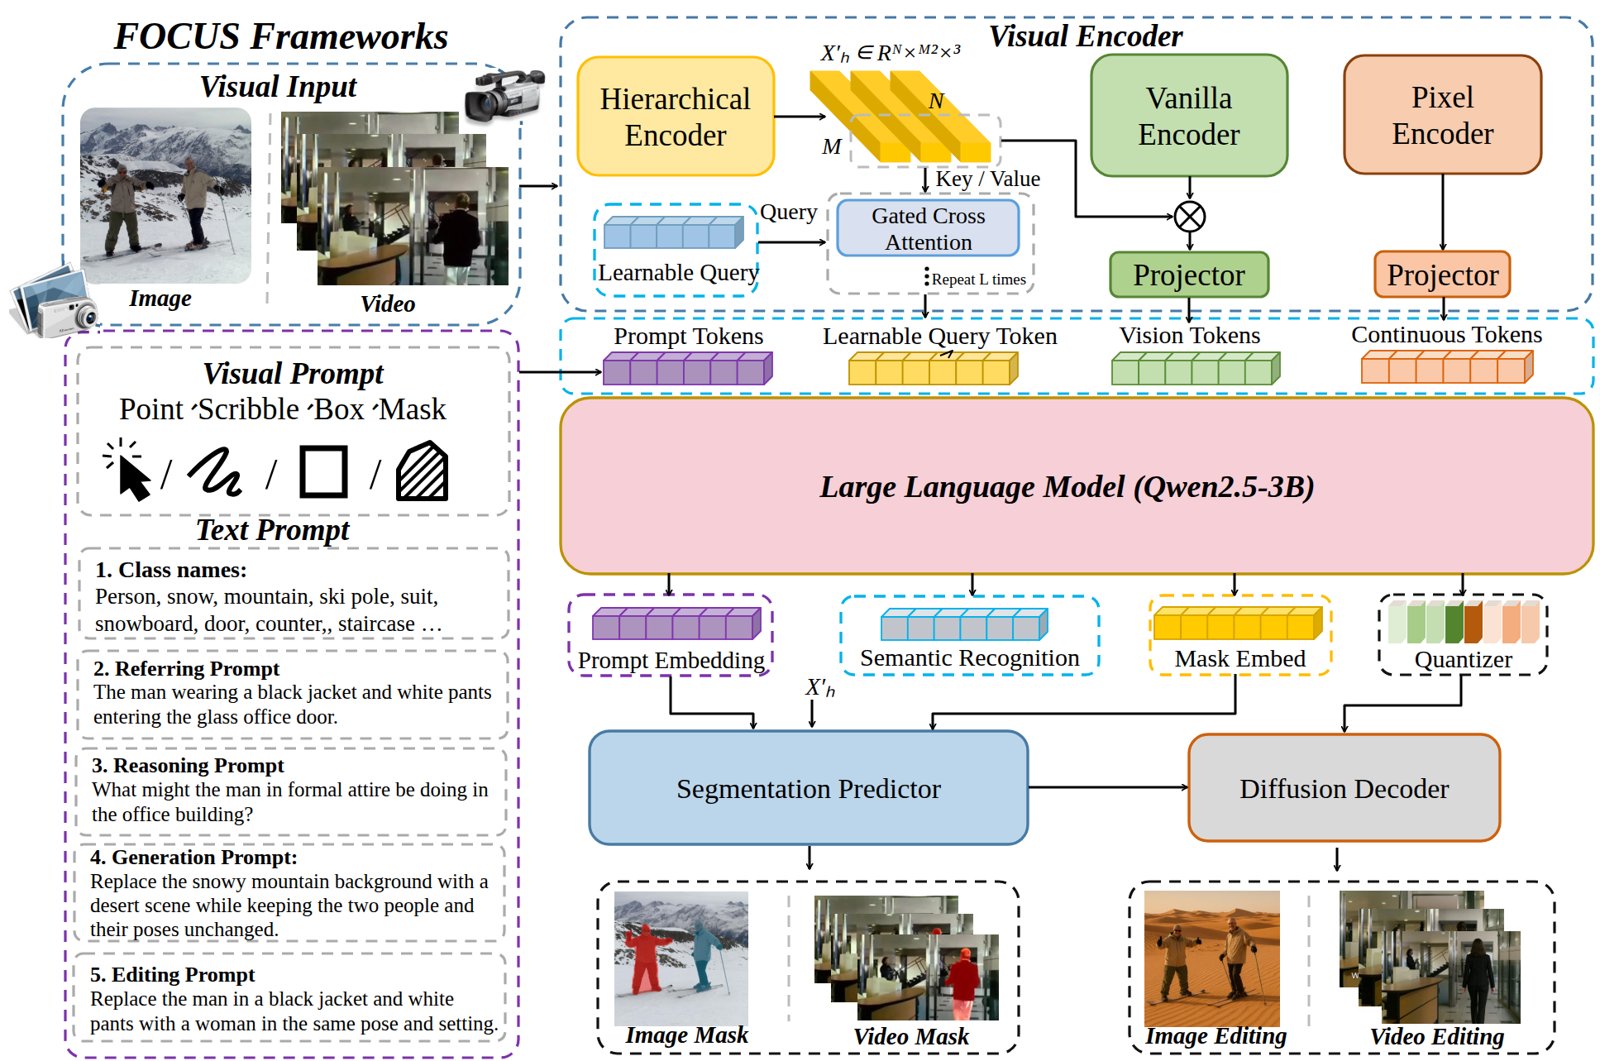 FOCUS Frameworks
Visual Input
Image
Video
Visual Prompt
Point Scribble Box Mask
/ / /
Text Prompt
1. Class names:
Person, snow, mountain, ski pole, suit,
snowboard, door, counter,, staircase …
2. Referring Prompt
The man wearing a black jacket and white pants
entering the glass office door.
3. Reasoning Prompt
What might the man in formal attire be doing in
the office building?
4. Generation Prompt:
Replace the snowy mountain background with a
desert scene while keeping the two people and
their poses unchanged.
5. Editing Prompt
Replace the man in a black jacket and white
pants with a woman in the same pose and setting.
Visual Encoder
Hierarchical
Encoder
X'ₕ ∈ Rᴺ×ᴹ²×³
N
M
Key / Value
Vanilla
Encoder
Pixel
Encoder
Learnable Query
Query
Gated Cross
Attention
Repeat L times
Projector
Projector
Prompt Tokens
Learnable Query Token
Vision Tokens
Continuous Tokens
Large Language Model (Qwen2.5-3B)
Prompt Embedding
Semantic Recognition
Mask Embed
Quantizer
X'ₕ
Segmentation Predictor
Diffusion Decoder
Image Mask
Video Mask
Image Editing
Video Editing